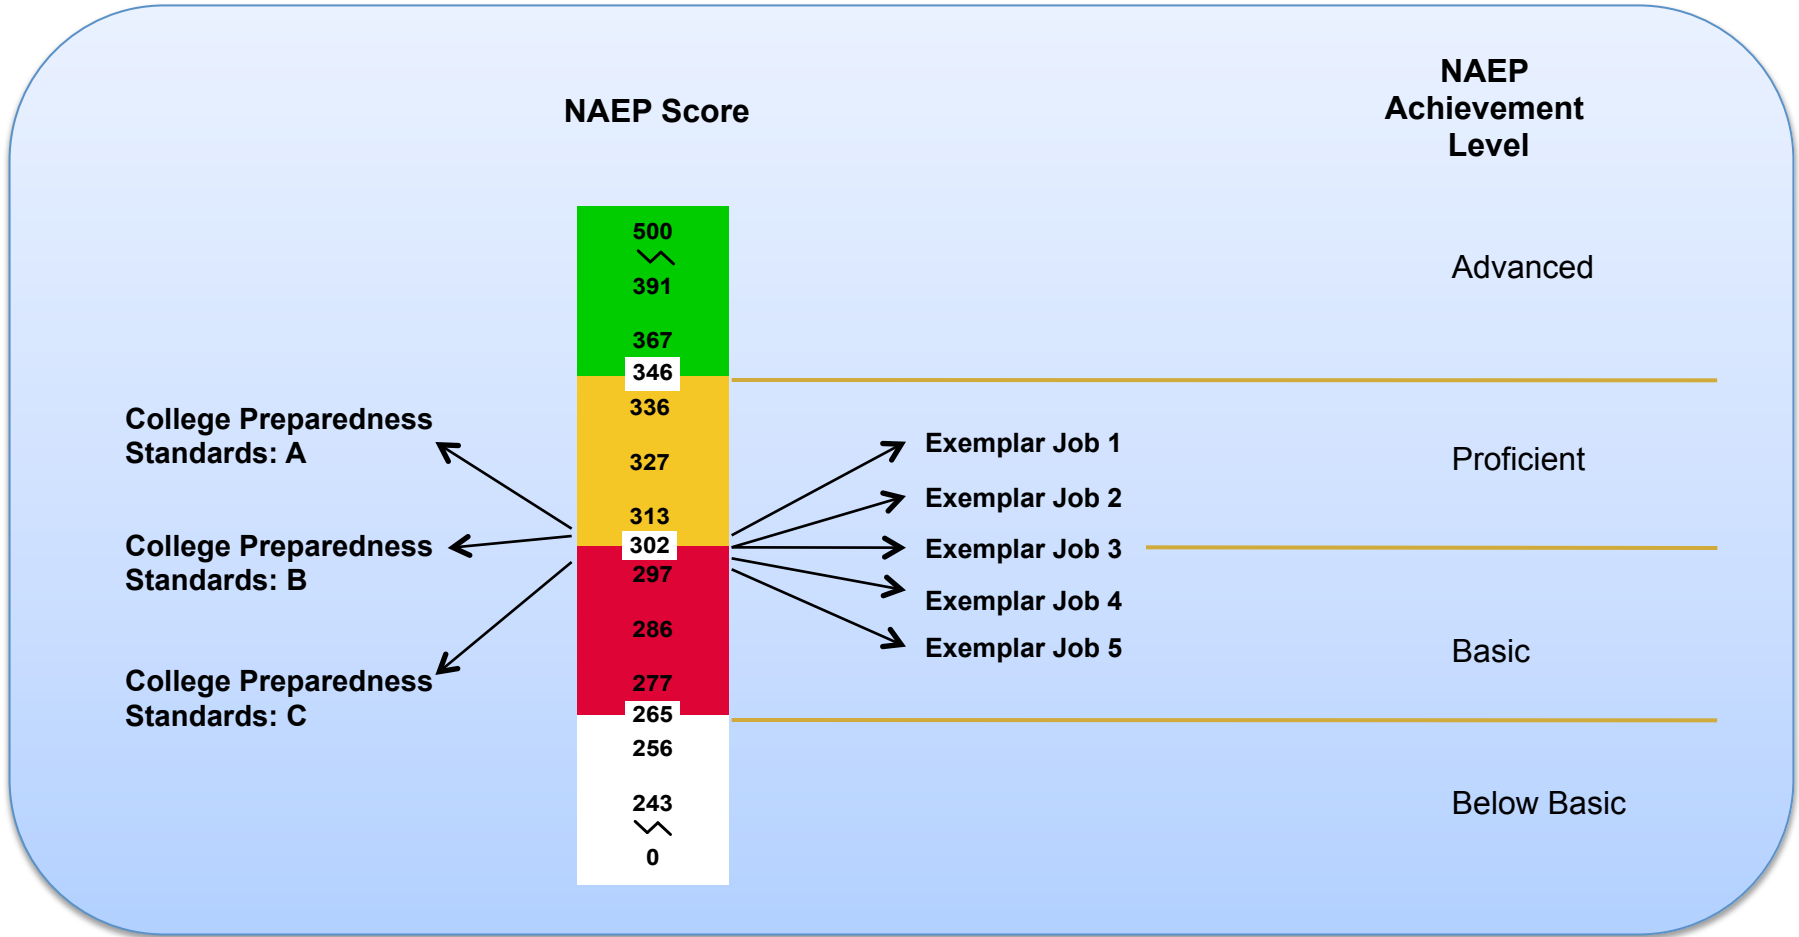 NAEP
Achievement
Level
NAEP Score
500
391
367
346
336
327
313
302
297
286
277
265
256
243
0
College Preparedness
Standards: A
College Preparedness
Standards: B
College Preparedness
Standards: C
Exemplar Job 1
Exemplar Job 2
Exemplar Job 3
Exemplar Job 4
Exemplar Job 5
Advanced
Proficient
Basic
Below Basic